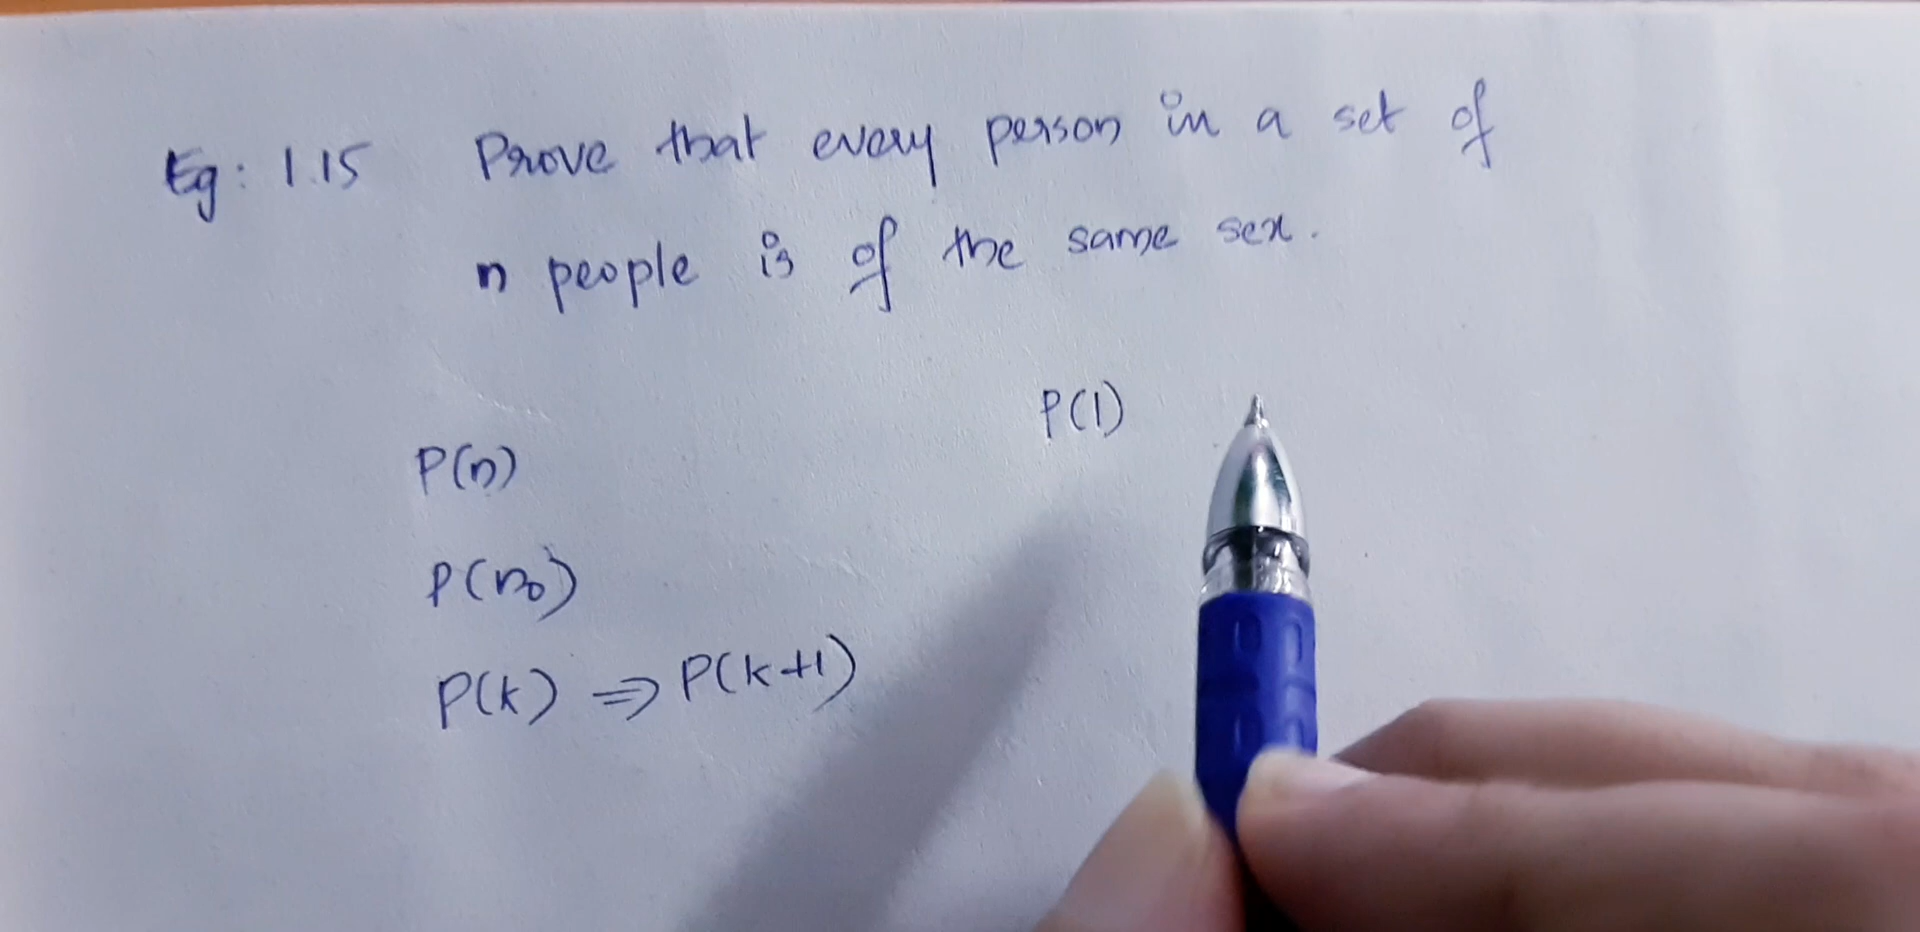 Eg: 1.15 Prove that every person in a set of
n people is of the same sex.
P(1)
P(n)
P(n₀)
P(k) ⇒ P(k+1)